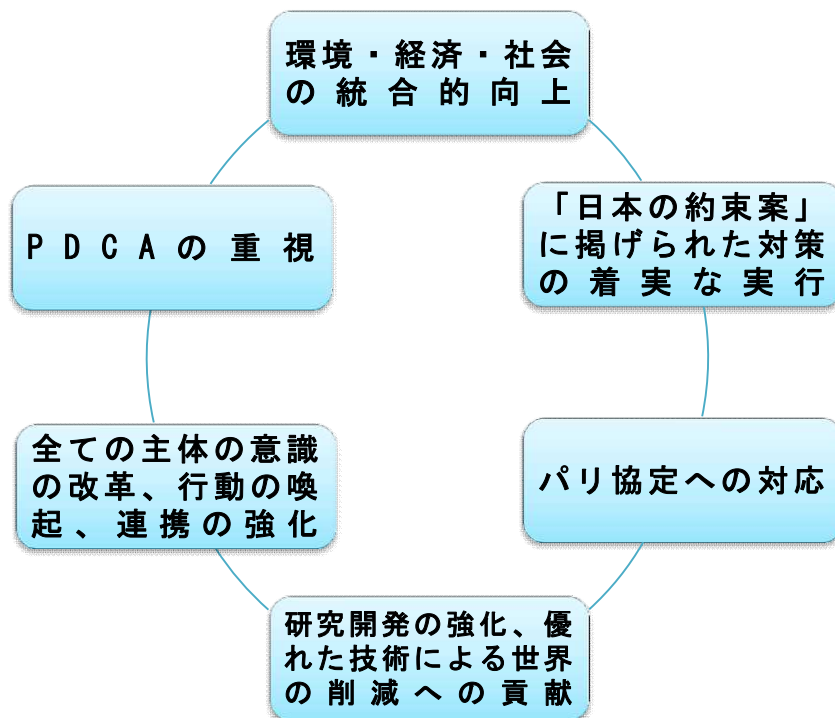 環境・経済・社会
の統合的向上
「日本の約束案」
に掲げられた対策
の着実な実行
パリ協定への対応
研究開発の強化、優
れた技術による世界
の削減への貢献
全ての主体の意識
の改革、行動の喚
起、連携の強化
PDCAの重視